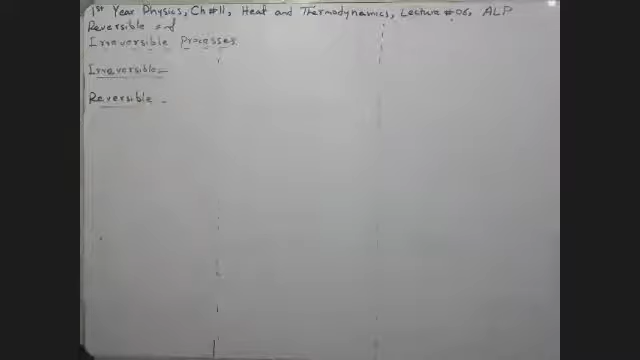 1st Year Physics, Ch # 11, Heat and Thermodynamics, Lecture # 06, ALP
Reversible and
Irreversible Processes
Irreversible -
Reversible -